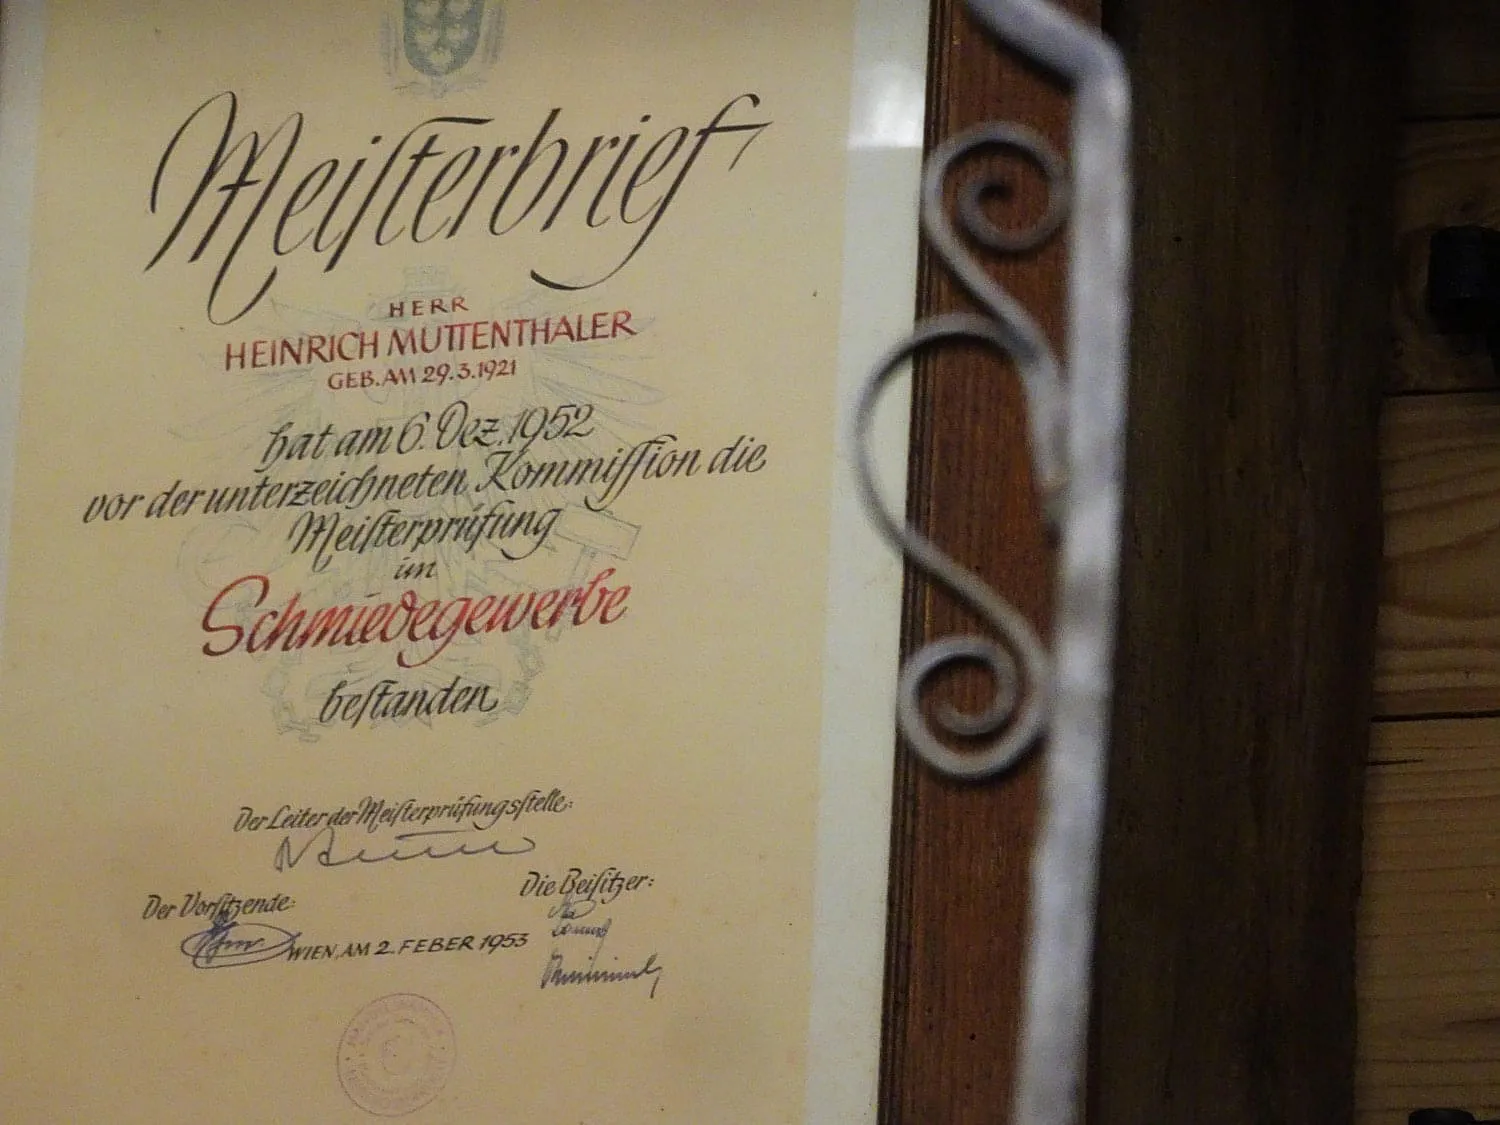 Meiſterbrief
HERR
HEINRICH MUTTENTHALER
GEB. AM 29.3.1921
hat am 6. Dez. 1952
vor der unterzeichneten Kommiſſion die
Meiſterprüfung
im
Schmiedegewerbe
beſtanden
Der Leiter der Meiſterprüfungsſtelle:
Die Beiſitzer:
Der Vorſitzende:
WIEN, AM 2. FEBER 1953